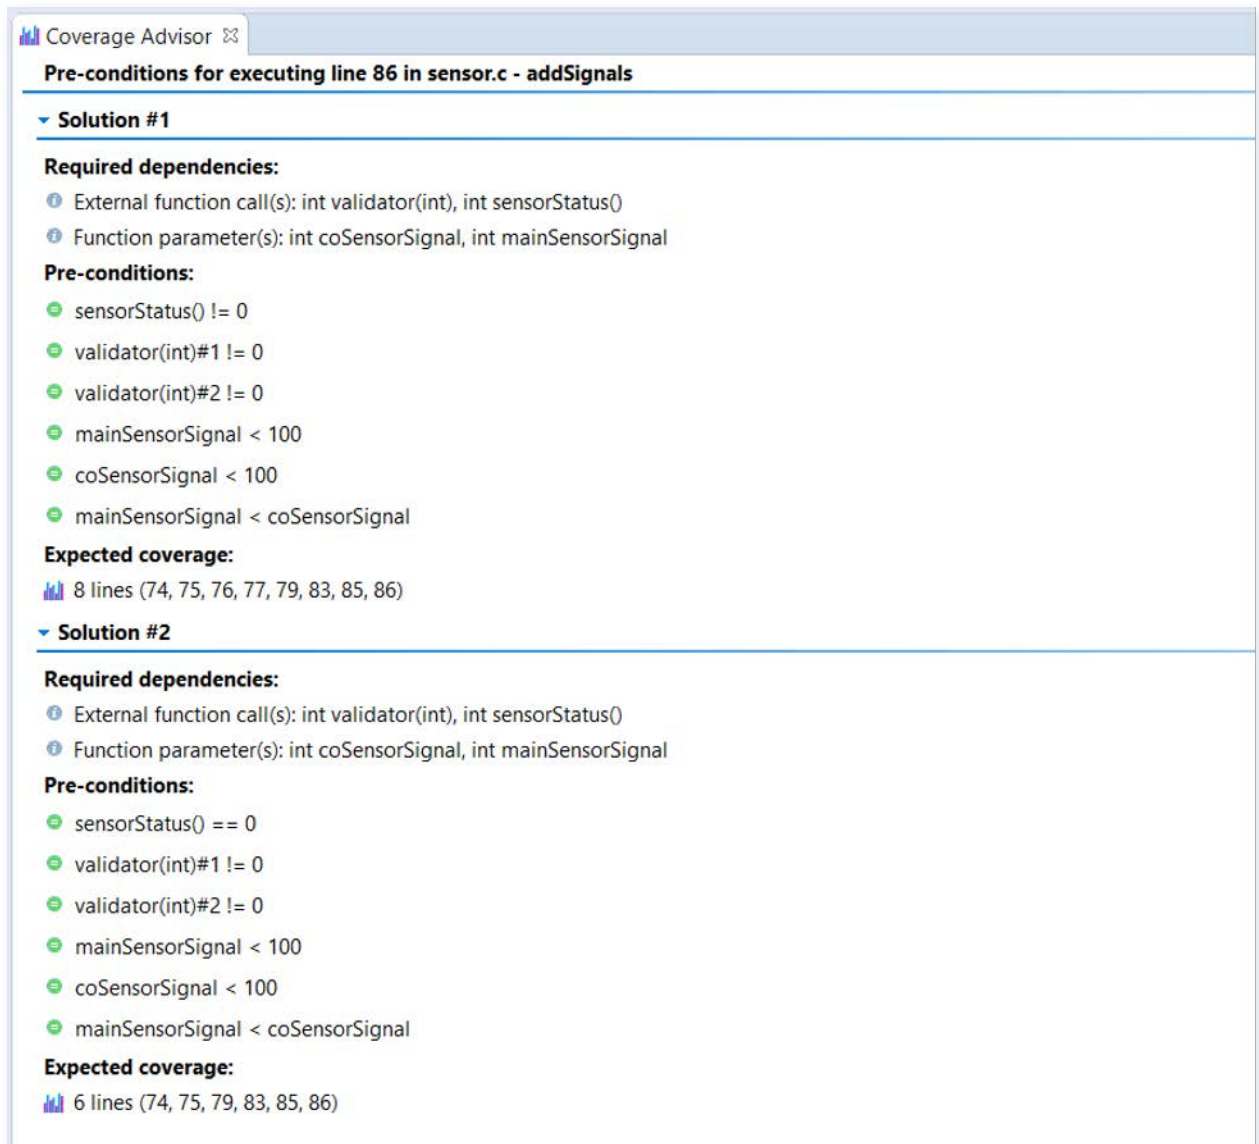 Coverage Advisor
Pre-conditions for executing line 86 in sensor.c - addSignals
Solution #1
Required dependencies:
External function call(s): int validator(int), int sensorStatus()
Function parameter(s): int coSensorSignal, int mainSensorSignal
Pre-conditions:
sensorStatus() != 0
validator(int)#1 != 0
validator(int)#2 != 0
mainSensorSignal < 100
coSensorSignal < 100
mainSensorSignal < coSensorSignal
Expected coverage:
8 lines (74, 75, 76, 77, 79, 83, 85, 86)
Solution #2
Required dependencies:
External function call(s): int validator(int), int sensorStatus()
Function parameter(s): int coSensorSignal, int mainSensorSignal
Pre-conditions:
sensorStatus() == 0
validator(int)#1 != 0
validator(int)#2 != 0
mainSensorSignal < 100
coSensorSignal < 100
mainSensorSignal < coSensorSignal
Expected coverage:
6 lines (74, 75, 79, 83, 85, 86)